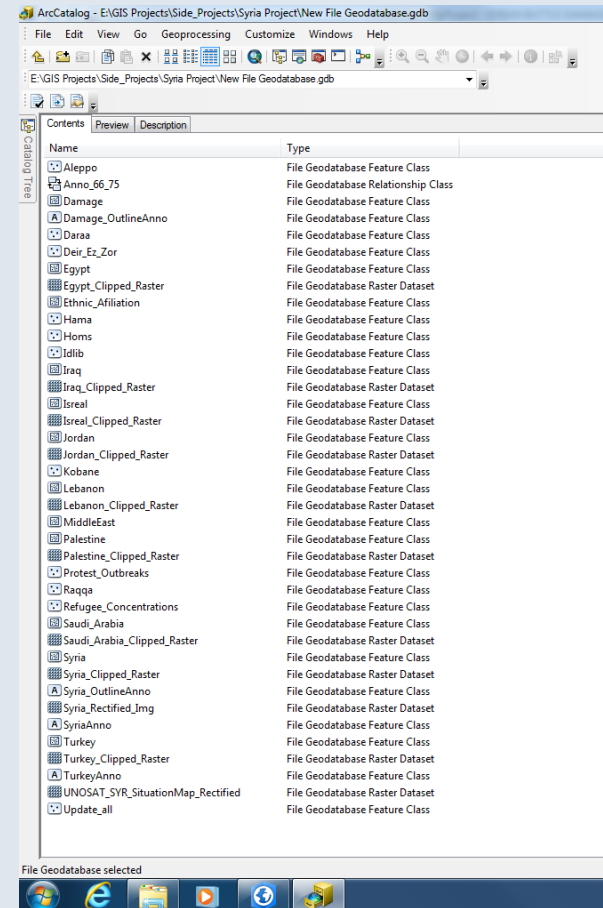 ArcCatalog - E:\GIS Projects\Side_Projects\Syria Project\New File Geodatabase.gdb
File Edit View Go Geoprocessing Customize Windows Help
E:\GIS Projects\Side_Projects\Syria Project\New File Geodatabase.gdb
Catalog Tree
Contents Preview Description
Name Type
Aleppo File Geodatabase Feature Class
Anno_66_75 File Geodatabase Relationship Class
Damage File Geodatabase Feature Class
A Damage_OutlineAnno File Geodatabase Feature Class
Daraa File Geodatabase Feature Class
Deir_Ez_Zor File Geodatabase Feature Class
Egypt File Geodatabase Feature Class
Egypt_Clipped_Raster File Geodatabase Raster Dataset
Ethnic_Afiliation File Geodatabase Feature Class
Hama File Geodatabase Feature Class
Homs File Geodatabase Feature Class
Idlib File Geodatabase Feature Class
Iraq File Geodatabase Feature Class
Iraq_Clipped_Raster File Geodatabase Raster Dataset
Isreal File Geodatabase Feature Class
Isreal_Clipped_Raster File Geodatabase Raster Dataset
Jordan File Geodatabase Feature Class
Jordan_Clipped_Raster File Geodatabase Raster Dataset
Kobane File Geodatabase Feature Class
Lebanon File Geodatabase Feature Class
Lebanon_Clipped_Raster File Geodatabase Raster Dataset
MiddleEast File Geodatabase Feature Class
Palestine File Geodatabase Feature Class
Palestine_Clipped_Raster File Geodatabase Raster Dataset
Protest_Outbreaks File Geodatabase Feature Class
Raqqa File Geodatabase Feature Class
Refugee_Concentrations File Geodatabase Feature Class
Saudi_Arabia File Geodatabase Feature Class
Saudi_Arabia_Clipped_Raster File Geodatabase Raster Dataset
Syria File Geodatabase Feature Class
Syria_Clipped_Raster File Geodatabase Raster Dataset
A Syria_OutlineAnno File Geodatabase Feature Class
Syria_Rectified_Img File Geodatabase Raster Dataset
A SyriaAnno File Geodatabase Feature Class
Turkey File Geodatabase Feature Class
Turkey_Clipped_Raster File Geodatabase Raster Dataset
A TurkeyAnno File Geodatabase Feature Class
UNOSAT_SYR_SituationMap_Rectified File Geodatabase Raster Dataset
Update_all File Geodatabase Feature Class
File Geodatabase selected